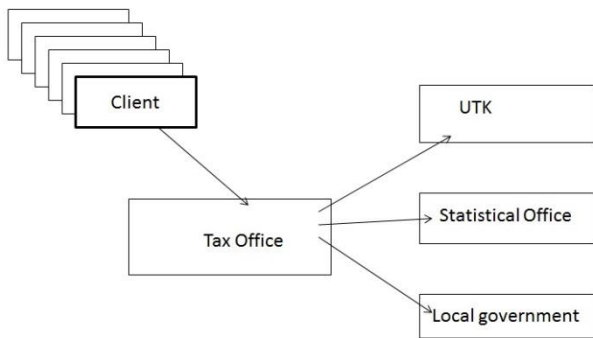 Client
UTK
Tax Office
Statistical Office
Local government